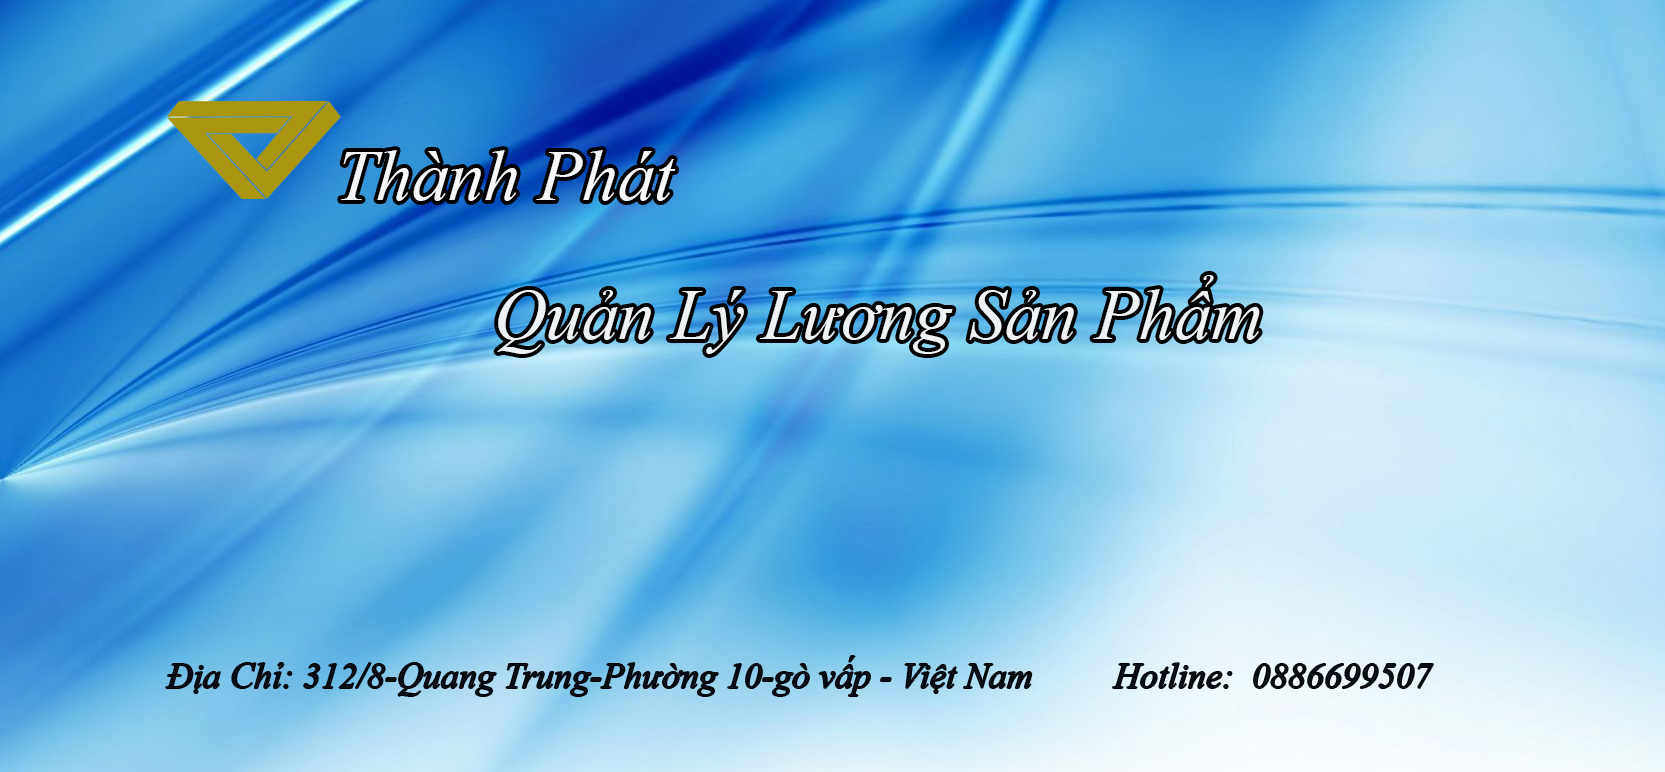 Thành Phát
Quản Lý Lương Sản Phẩm
Địa Chỉ: 312/8-Quang Trung-Phường 10-gò vấp - Việt Nam Hotline: 0886699507